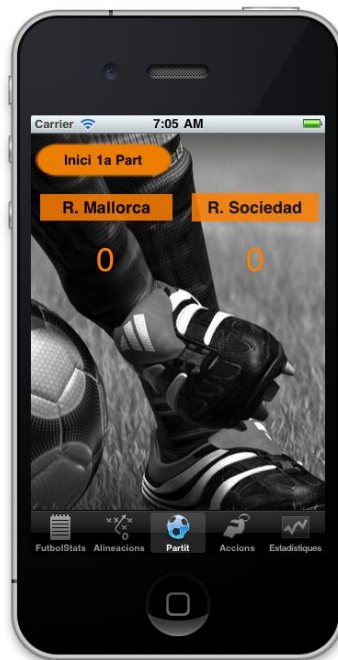 Carrier 7:05 AM
Inici 1a Part
R. Mallorca R. Sociedad
0 0
FutbolStats Alineacions Partit Accions Estadístiques